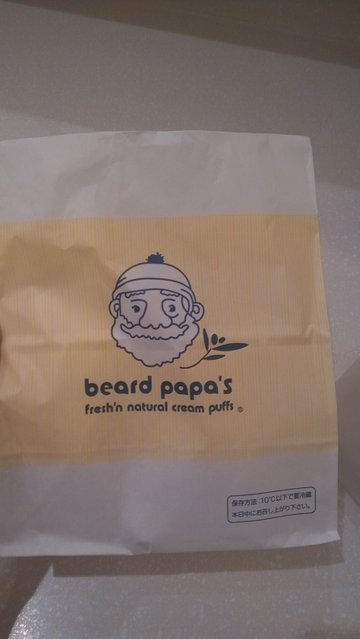 beard papa's
fresh'n natural cream puffs ®
保存方法:10℃以下で要冷蔵
本日中にお召し上がり下さい。